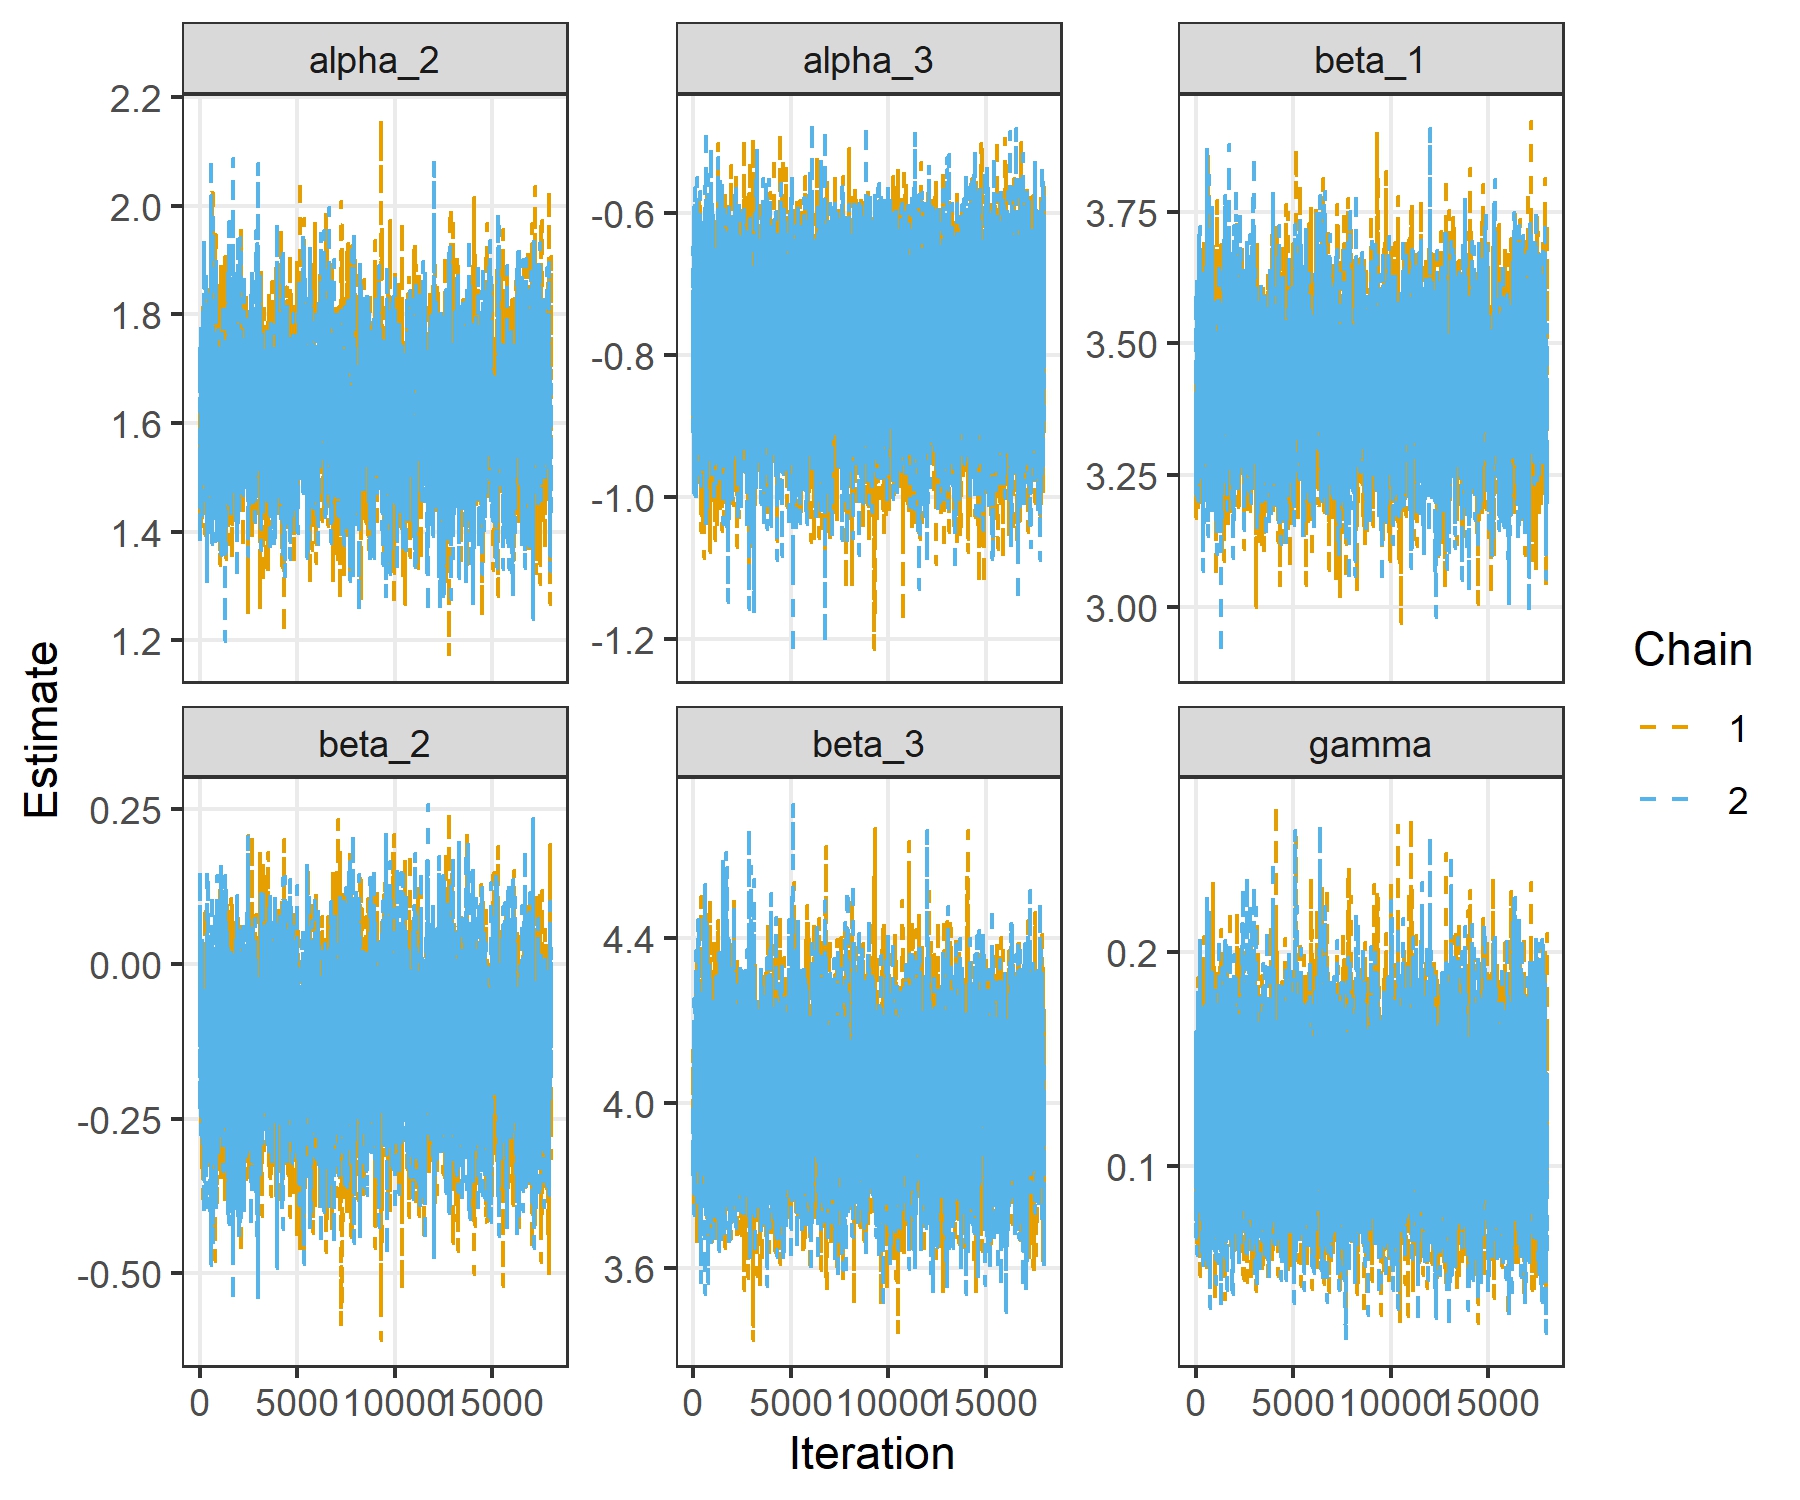 alpha_2
alpha_3
beta_1
2.2
2.0
1.8
1.6
1.4
1.2
-0.6
-0.8
-1.0
-1.2
3.75
3.50
3.25
3.00
beta_2
beta_3
gamma
0.25
0.00
-0.25
-0.50
4.4
4.0
3.6
0.2
0.1
0 5000 10000 15000
0 5000 10000 15000
0 5000 10000 15000
Iteration
Estimate
Chain
1
2